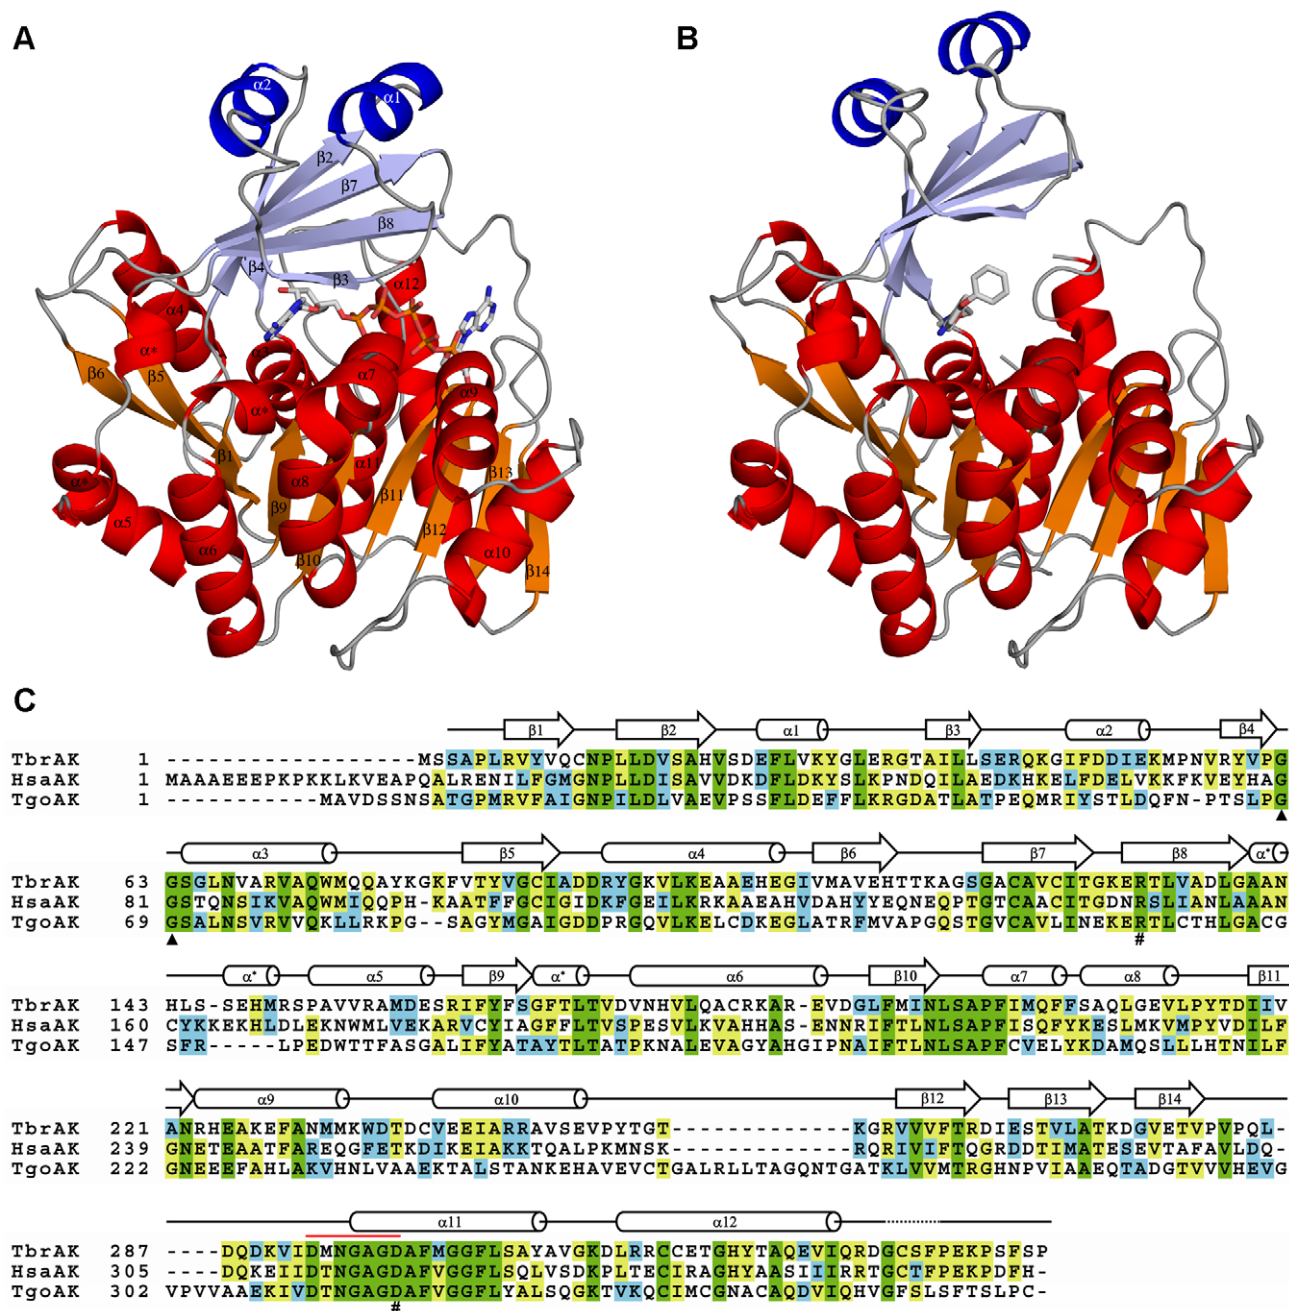 A
B
α2
α1
β2
β7
β8
β4
β3
α12
α4
α*
α*
β6
β5
α7
α9
α*
β1
α11
β13
α*
α8
β11
α5
β9
β12
α6
α10
β10
β14
C
β1 β2 α1 β3 α2 β4
TbrAK 1 ------------------MSSAPLRVYVQCNPLLDVSAHVSDEFLVKYGLERGTAILLSERQKGIFDDIEKMPNVRYVPG
HsaAK 1 MAAAEEEPKPKKLKVEAPQALRENILFGMGNPLLDISAVVDKDFLDKYSLKPNDQILAEDKHKELFDELVKKFKVEYHAG
TgoAK 1 -----------MAVDSSNSATGPMRVFAIGNPILDLVAEVPSSFLDEFFLKRGDATLATPEQMRIYSTLDQFN-PTSLPG
▲
α3 β5 α4 β6 β7 β8 α*
TbrAK 63 GSGLNVARVAQWMQQAYKGKFVTYVGCIADDRYGKVLKEAAEHEGIVMAVEHTTKAGSGACAVCITGKERTLVADLGAAN
HsaAK 81 GSTQNSIKVAQWMIQQPH-KAATFFGCIGIDKFGEILKRKAAEAHVDAHYYEQNEQPTGTCAACITGDNRSLIANLAAAN
TgoAK 69 GSALNSVRVVQKLLRKPG--SAGYMGAIGDDPRGQVLKELCDKEGLATRFMVAPGQSTGVCAVLINEKERTLCTHLGACG
▲ #
α* α5 β9 α* α6 β10 α7 α8 β11
TbrAK 143 HLS-SEHMRSPAVVRAMDESRIFYFSGFTLTVDVNHVLQACRKAR-EVDGLFMINLSAPFIMQFFSAQLGEVLPYTDIIV
HsaAK 160 CYKKEKHLDLEKNWMLVEKARVCYIAGFFLTVSPESVLKVAHHAS-ENNRIFTLNLSAPFISQFYKESLMKVMPYVDILF
TgoAK 147 SFR-----LPEDWTTFASGALIFYATAYTLTATPKNALEVAGYAHGIPNAIFTLNLSAPFCVELYKDAMQSLLLHTNILF
α9 α10 β12 β13 β14
TbrAK 221 ANRHEAKEFANMMKWDTDCVEEIARRAVSEVPYTGT-------------KGRVVVFTRDIESTVLATKDGVETVPVPQL-
HsaAK 239 GNETEAATFAREQGFETKDIKEIAKKTQALPKMNSK-------------RQRIVIFTQGRDDTIMATESEVTAFAVLDQ-
TgoAK 222 GNEEEFAHLAKVHNLVAAEKTALSTANKEHAVEVCTGALRLLTAGQNTGATKLVVMTRGHNPVIAAEQTADGTVVVHEVG
α11 α12
TbrAK 287 ----DQDKVIDMNGAGDAFMGGFLSAYAVGKDLRRCCETGHYTAQEVIQRDGCSFPEKPSFSP
HsaAK 305 ----DQKEIIDTNGAGDAFVGGFLSQLVSDKPLTECIRAGHYAASIIIRRTGCTFPEKPDFH-
TgoAK 302 VPVVAAEKIVDTNGAGDAFVGGFLYALSQGKTVKQCIMCGNACAQDVIQHVGFSLSFTSLPC-
#